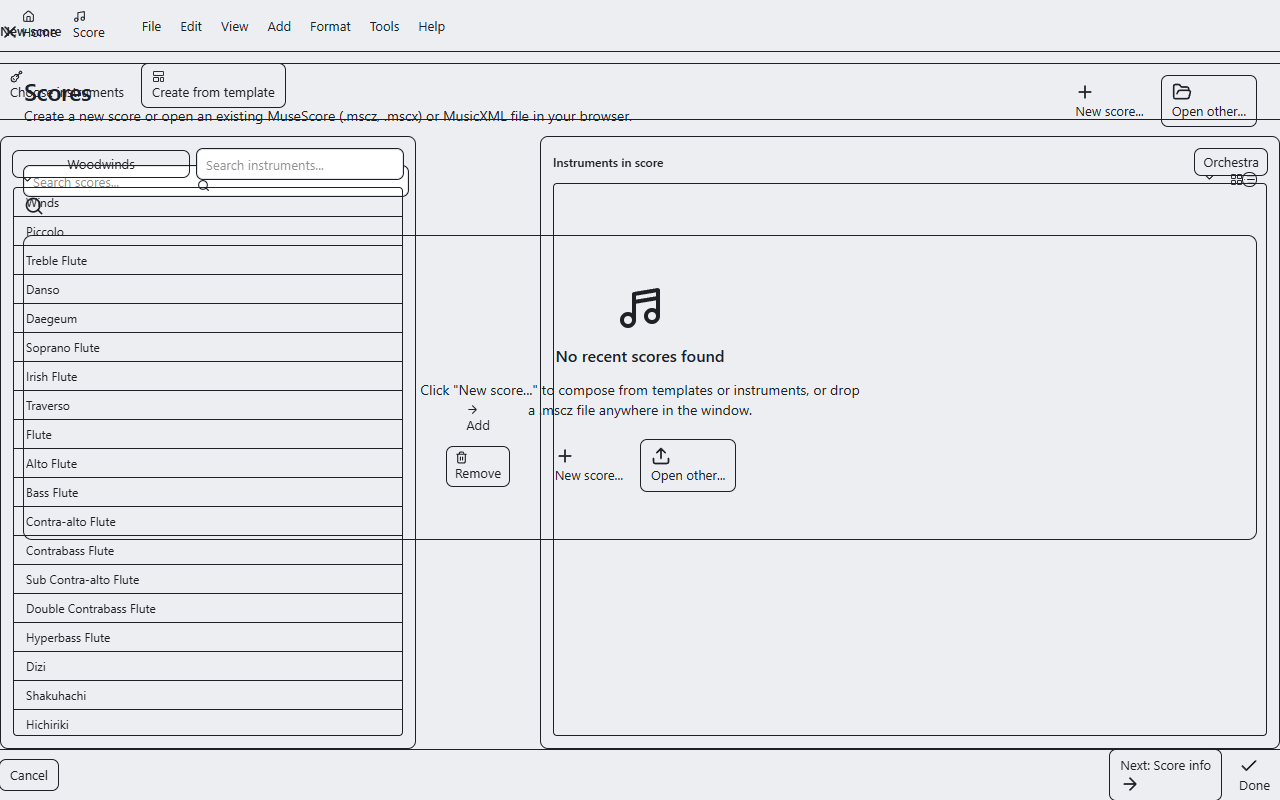 New score
Home
Score
File
Edit
View
Add
Format
Tools
Help
Choose instruments
Create from template
Scores
Create a new score or open an existing MuseScore (.mscz, .mscx) or MusicXML file in your browser.
New score...
Open other...
Woodwinds
Search instruments...
Search scores...
Winds
Piccolo
Treble Flute
Danso
Daegeum
Soprano Flute
Irish Flute
Traverso
Flute
Alto Flute
Bass Flute
Contra-alto Flute
Contrabass Flute
Sub Contra-alto Flute
Double Contrabass Flute
Hyperbass Flute
Dizi
Shakuhachi
Hichiriki
Add
Remove
Instruments in score
Orchestra
No recent scores found
Click "New score..." to compose from templates or instruments, or drop
a .mscz file anywhere in the window.
New score...
Open other...
Cancel
Next: Score info
Done